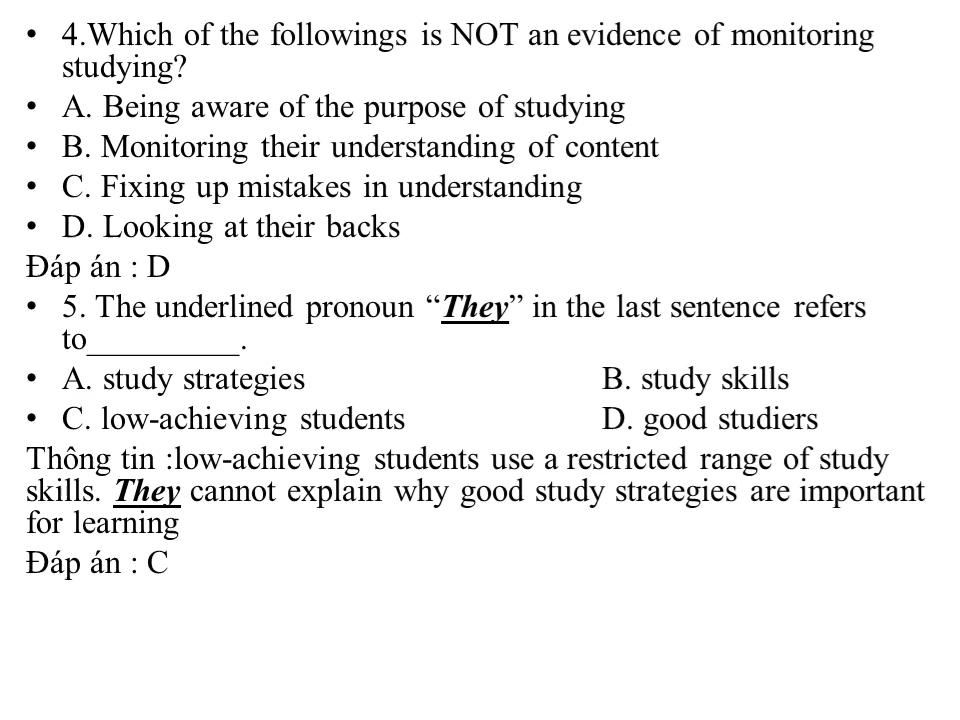 • 4.Which of the followings is NOT an evidence of monitoring
studying?
• A. Being aware of the purpose of studying
• B. Monitoring their understanding of content
• C. Fixing up mistakes in understanding
• D. Looking at their backs
Đáp án : D
• 5. The underlined pronoun “They” in the last sentence refers
to_________.
• A. study strategies B. study skills
• C. low-achieving students D. good studiers
Thông tin :low-achieving students use a restricted range of study
skills. They cannot explain why good study strategies are important
for learning
Đáp án : C